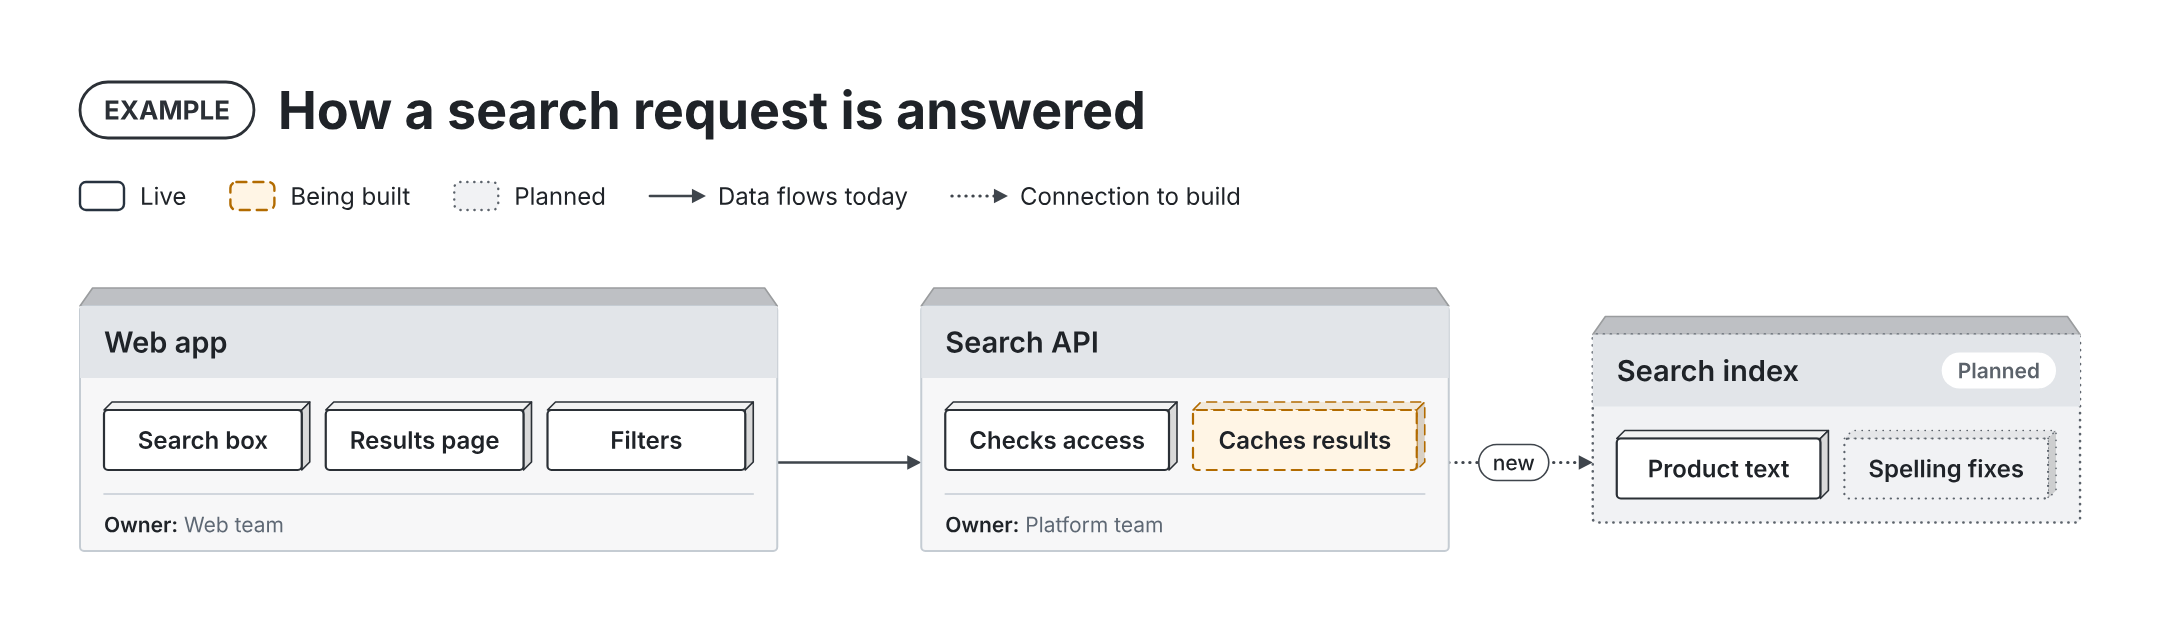 EXAMPLE How a search request is answered
Live Being built Planned Data flows today Connection to build
Web app
Search box Results page Filters
Owner: Web team
Search API
Checks access Caches results
Owner: Platform team
new
Search index Planned
Product text Spelling fixes